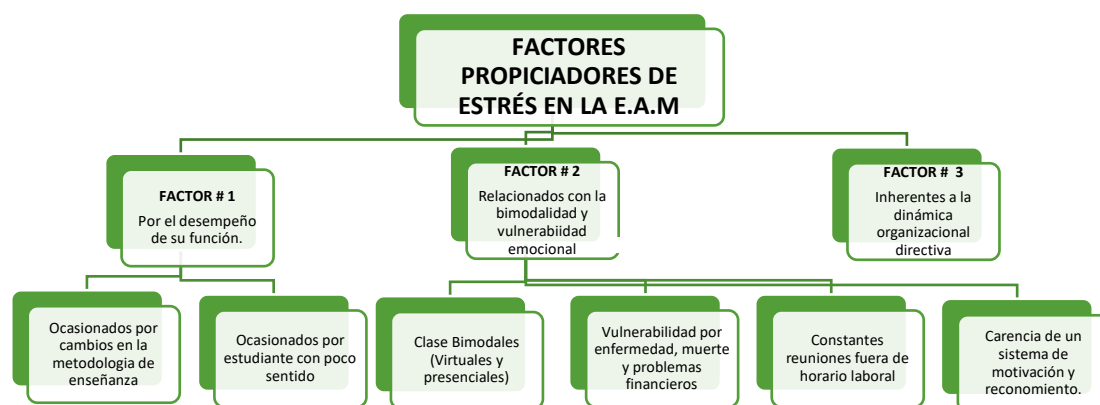 FACTORES
PROPICIADORES DE
ESTRÉS EN LA E.A.M
FACTOR # 1
Por el desempeño
de su función.
FACTOR # 2
Relacionados con la
bimodalidad y
vulnerabiidad
emocional
FACTOR # 3
Inherentes a la
dinámica
organizacional
directiva
Ocasionados por
cambios en la
metodologia de
enseñanza
Ocasionados por
estudiante con poco
sentido
Clase Bimodales
(Virtuales y
presenciales)
Vulnerabilidad por
enfermedad, muerte
y problemas
financieros
Constantes
reuniones fuera de
horario laboral
Carencia de un
sistema de
motivación y
reconomiento.